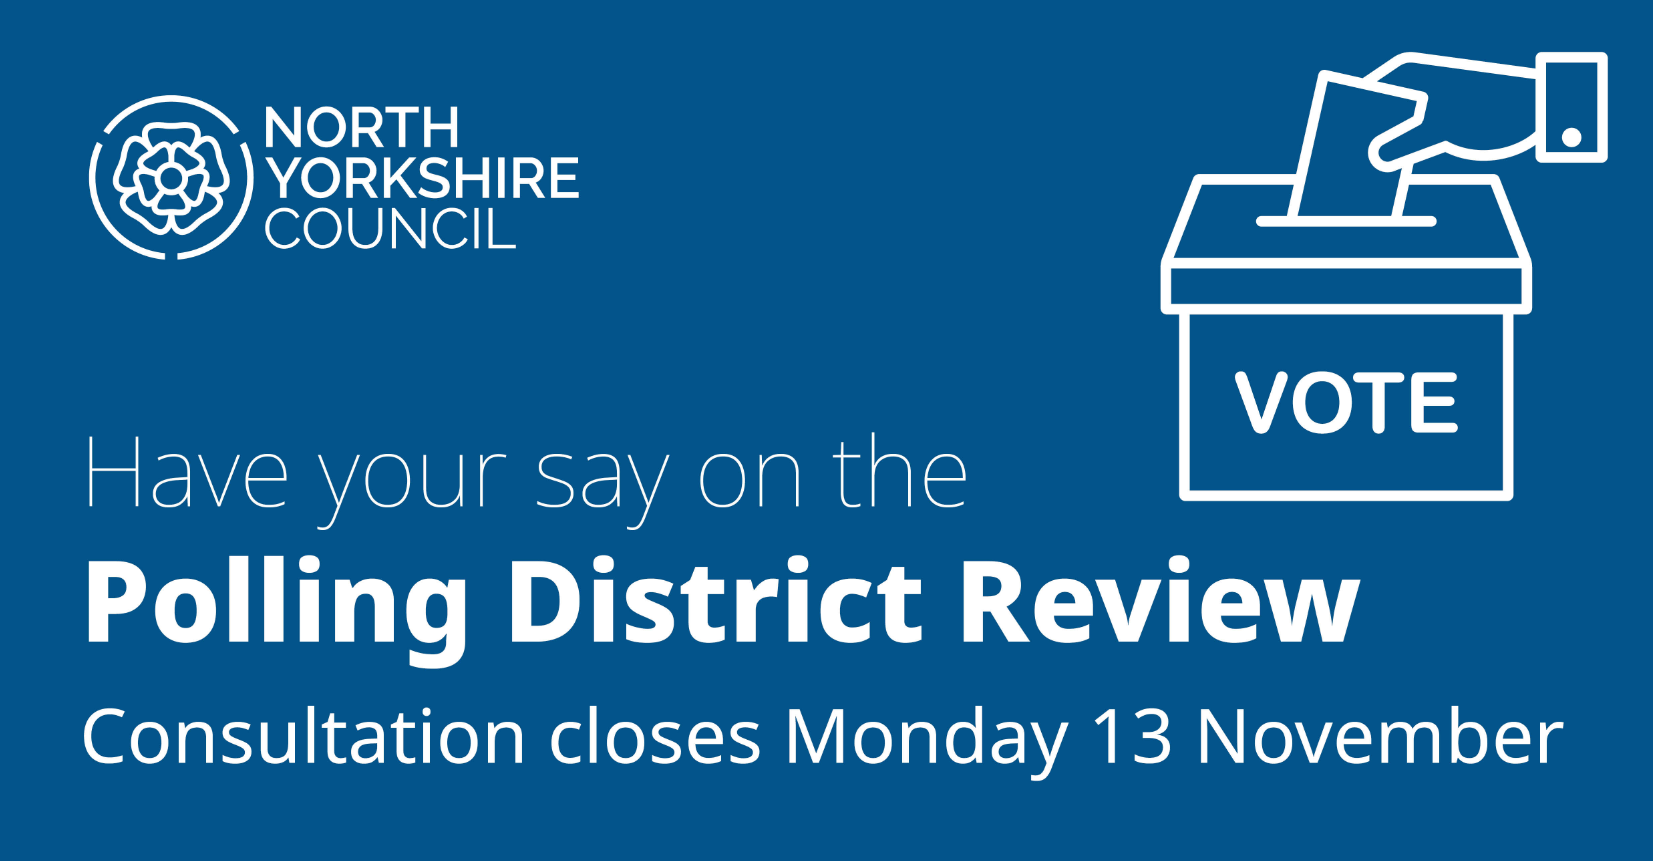 NORTH
YORKSHIRE
COUNCIL
VOTE
Have your say on the
Polling District Review
Consultation closes Monday 13 November